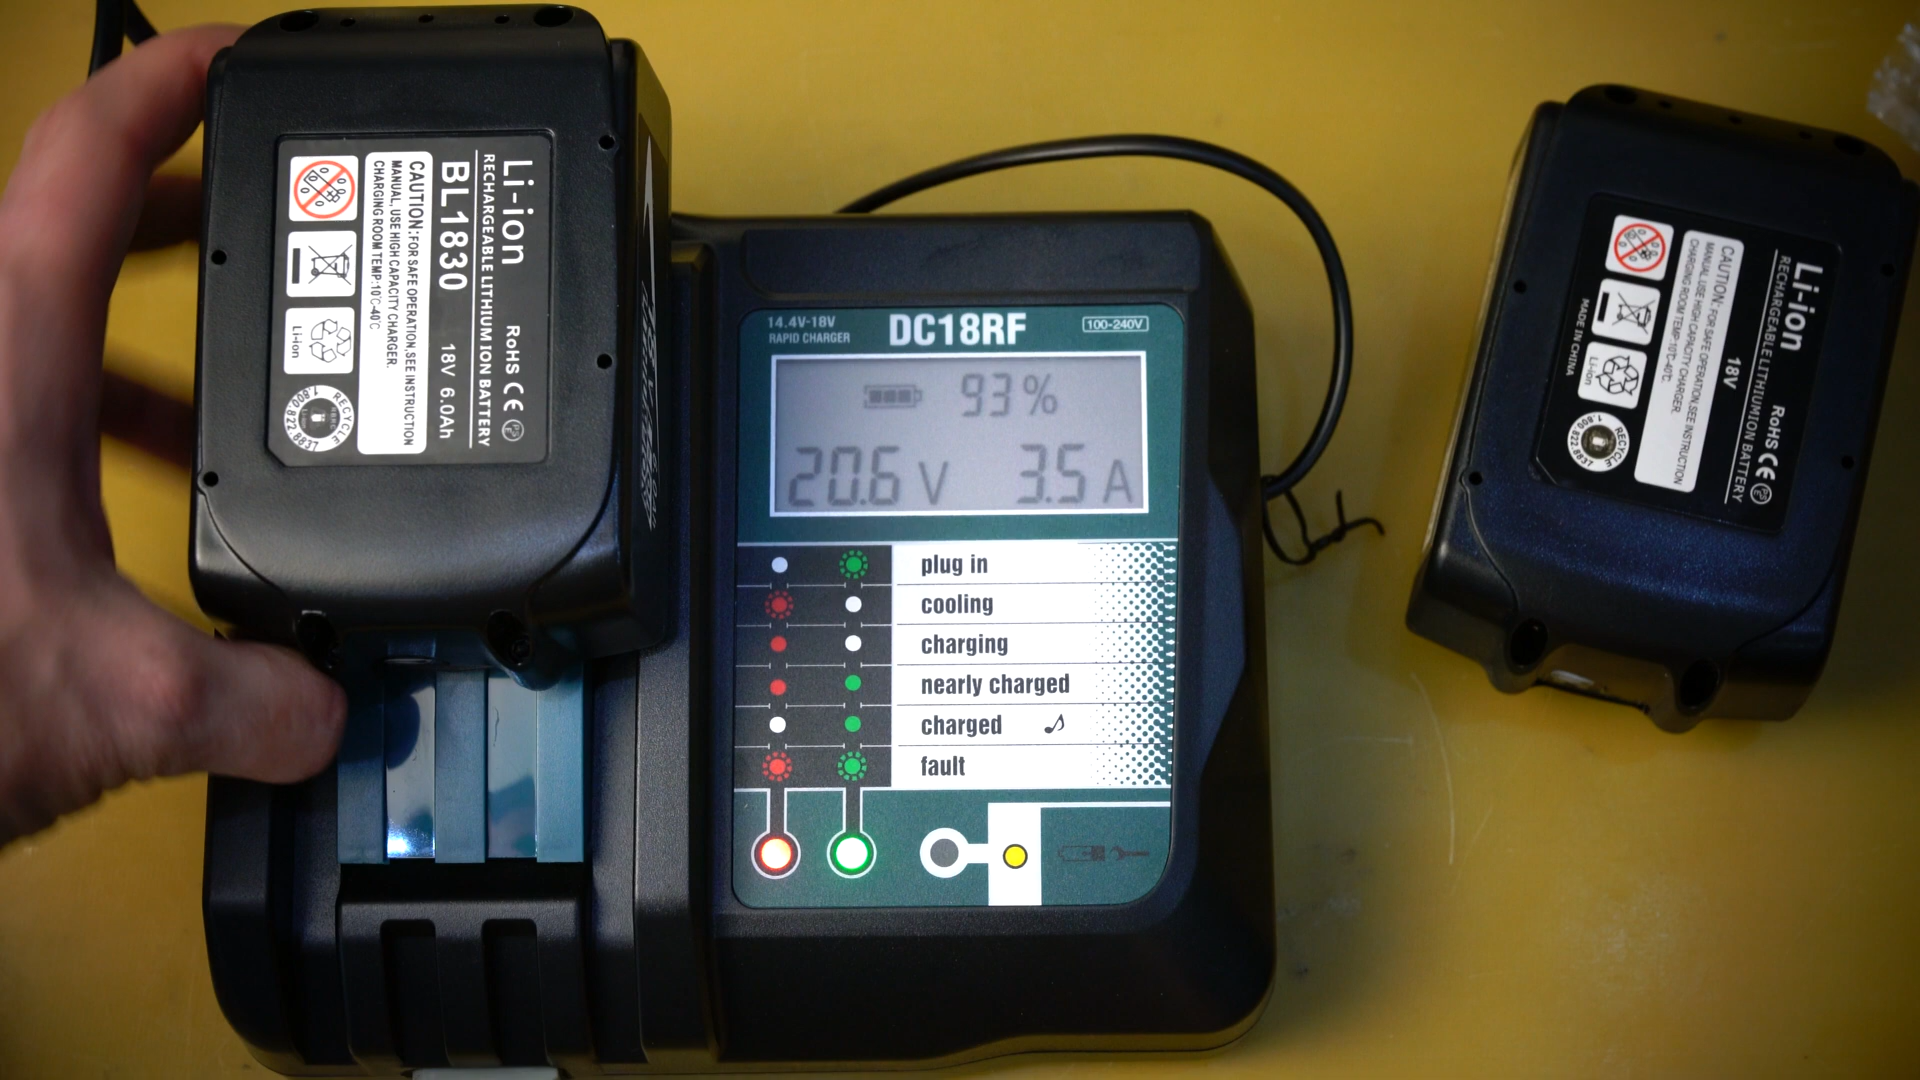 Li-ion RoHS CE
RECHARGEABLE LITHIUM ION BATTERY
BL1830 18V 6.0Ah
CAUTION:FOR SAFE OPERATION,SEE INSTRUCTION
MANUAL, USE HIGH CAPACITY CHARGER.
CHARGING ROOM TEMP:10℃-40℃
Li-ion
RECYCLE
1.800.822.8837
14.4V-18V
RAPID CHARGER
DC18RF
100-240V
93%
20.6 V 3.5 A
plug in
cooling
charging
nearly charged
charged
fault
Li-ion RoHS CE
RECHARGEABLE LITHIUM ION BATTERY
18V
CAUTION: FOR SAFE OPERATION,SEE INSTRUCTION
MANUAL, USE HIGH CAPACITY CHARGER.
CHARGING ROOM TEMP:10℃-40℃.
Li-ion
MADE IN CHINA
RECYCLE
1.800.822.8837